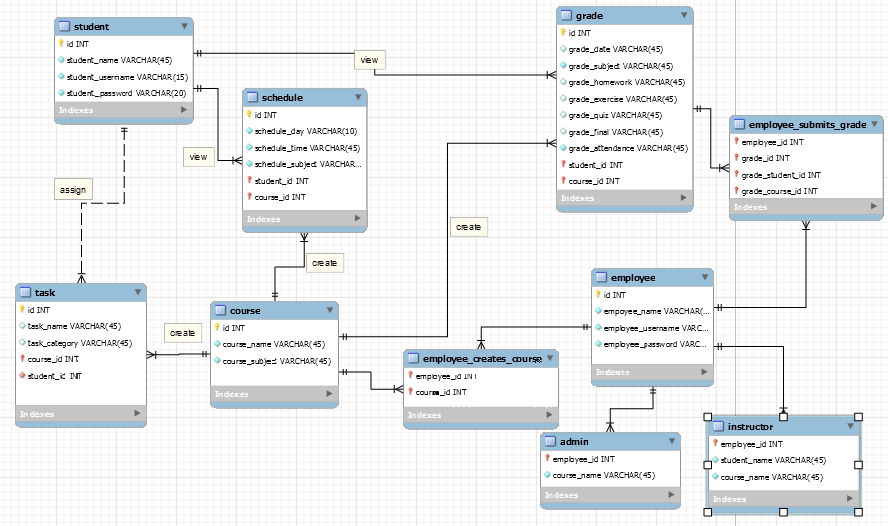 student
id INT
student_name VARCHAR(45)
student_username VARCHAR(15)
student_password VARCHAR(20)
Indexes
view
grade
id INT
grade_date VARCHAR(45)
grade_subject VARCHAR(45)
grade_homework VARCHAR(45)
grade_exercise VARCHAR(45)
grade_quiz VARCHAR(45)
grade_final VARCHAR(45)
grade_attendance VARCHAR(45)
student_id INT
course_id INT
Indexes
schedule
id INT
schedule_day VARCHAR(10)
schedule_time VARCHAR(45)
schedule_subject VARCHAR...
student_id INT
course_id INT
Indexes
view
employee_submits_grade
employee_id INT
grade_id INT
grade_student_id INT
grade_course_id INT
Indexes
assign
create
create
task
id INT
task_name VARCHAR(45)
task_category VARCHAR(45)
course_id INT
student_id INT
Indexes
create
course
id INT
course_name VARCHAR(45)
course_subject VARCHAR(45)
Indexes
employee
id INT
empoyee_name VARCHAR(...
employee_username VARC...
employee_password VARC...
Indexes
employee_creates_course
employee_id INT
course_id INT
Indexes
admin
employee_id INT
course_name VARCHAR(45)
Indexes
instructor
employee_id INT
student_name VARCHAR(45)
course_name VARCHAR(45)
Indexes